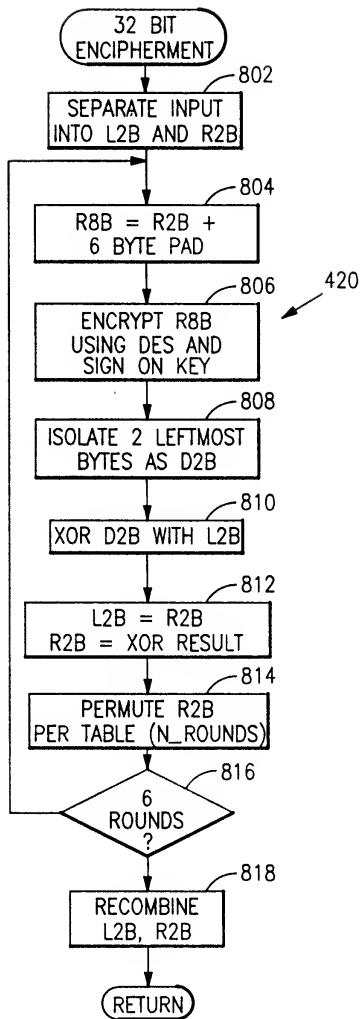 32 BIT
ENCIPHERMENT
802
SEPARATE INPUT
INTO L2B AND R2B
804
R8B = R2B +
6 BYTE PAD
806
420
ENCRYPT R8B
USING DES AND
SIGN ON KEY
808
ISOLATE 2 LEFTMOST
BYTES AS D2B
810
XOR D2B WITH L2B
812
L2B = R2B
R2B = XOR RESULT
814
PERMUTE R2B
PER TABLE (N_ROUNDS)
816
6
ROUNDS
?
818
RECOMBINE
L2B, R2B
RETURN